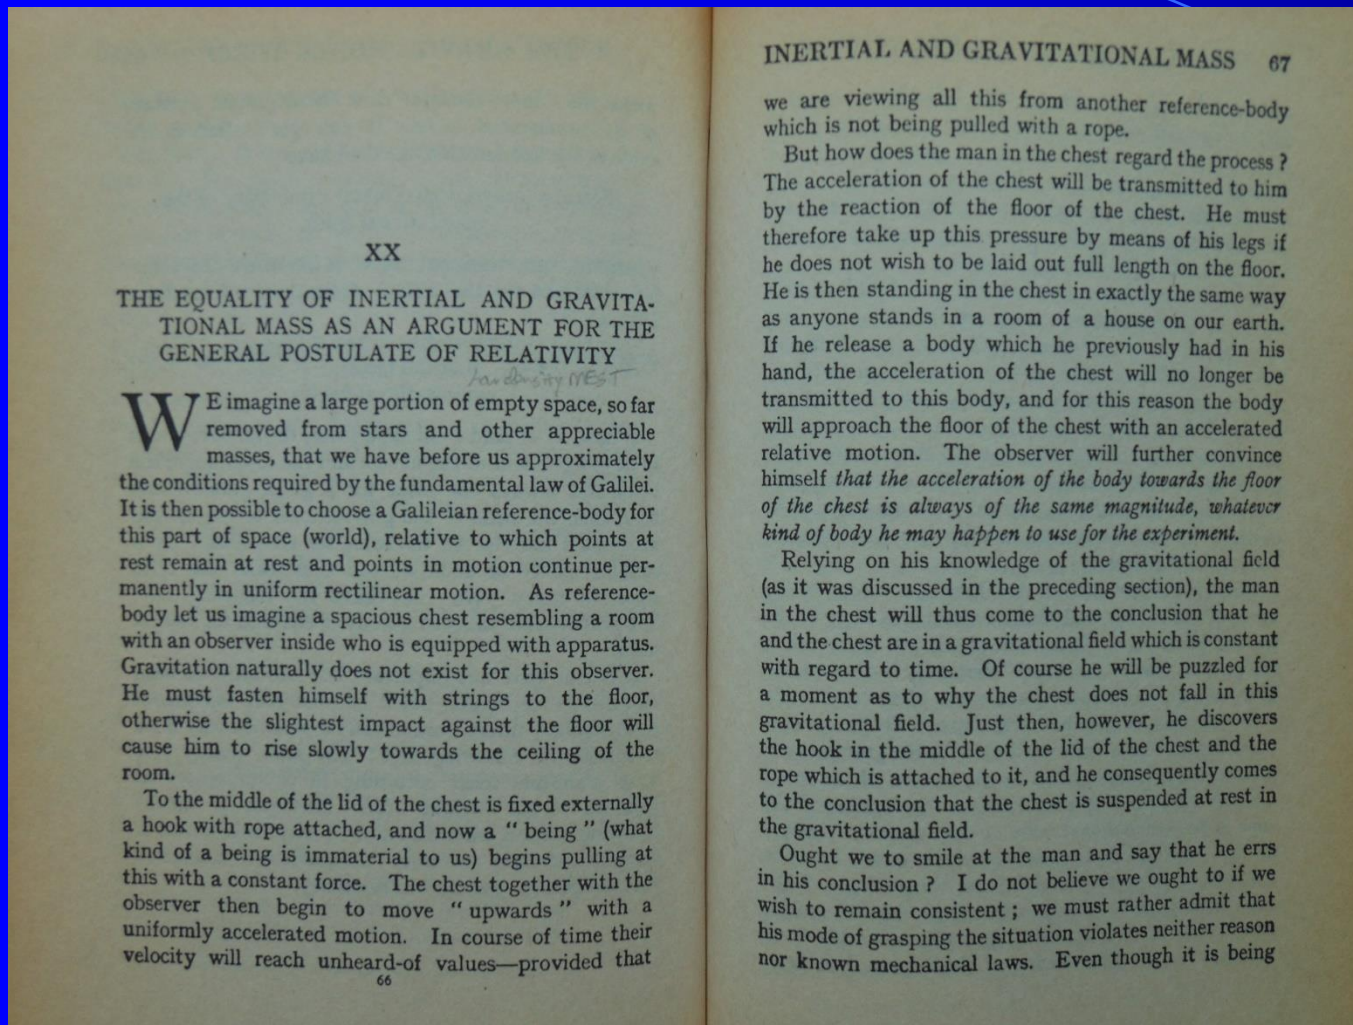 XX
THE EQUALITY OF INERTIAL AND GRAVITA-
TIONAL MASS AS AN ARGUMENT FOR THE
GENERAL POSTULATE OF RELATIVITY
WE imagine a large portion of empty space, so far
removed from stars and other appreciable
masses, that we have before us approximately
the conditions required by the fundamental law of Galilei.
It is then possible to choose a Galileian reference-body for
this part of space (world), relative to which points at
rest remain at rest and points in motion continue per-
manently in uniform rectilinear motion. As reference-
body let us imagine a spacious chest resembling a room
with an observer inside who is equipped with apparatus.
Gravitation naturally does not exist for this observer.
He must fasten himself with strings to the floor,
otherwise the slightest impact against the floor will
cause him to rise slowly towards the ceiling of the
room.
To the middle of the lid of the chest is fixed externally
a hook with rope attached, and now a " being " (what
kind of a being is immaterial to us) begins pulling at
this with a constant force. The chest together with the
observer then begin to move " upwards " with a
uniformly accelerated motion. In course of time their
velocity will reach unheard-of values—provided that
66
INERTIAL AND GRAVITATIONAL MASS 67
we are viewing all this from another reference-body
which is not being pulled with a rope.
But how does the man in the chest regard the process ?
The acceleration of the chest will be transmitted to him
by the reaction of the floor of the chest. He must
therefore take up this pressure by means of his legs if
he does not wish to be laid out full length on the floor.
He is then standing in the chest in exactly the same way
as anyone stands in a room of a house on our earth.
If he release a body which he previously had in his
hand, the acceleration of the chest will no longer be
transmitted to this body, and for this reason the body
will approach the floor of the chest with an accelerated
relative motion. The observer will further convince
himself that the acceleration of the body towards the floor
of the chest is always of the same magnitude, whatever
kind of body he may happen to use for the experiment.
Relying on his knowledge of the gravitational field
(as it was discussed in the preceding section), the man
in the chest will thus come to the conclusion that he
and the chest are in a gravitational field which is constant
with regard to time. Of course he will be puzzled for
a moment as to why the chest does not fall in this
gravitational field. Just then, however, he discovers
the hook in the middle of the lid of the chest and the
rope which is attached to it, and he consequently comes
to the conclusion that the chest is suspended at rest in
the gravitational field.
Ought we to smile at the man and say that he errs
in his conclusion ? I do not believe we ought to if we
wish to remain consistent ; we must rather admit that
his mode of grasping the situation violates neither reason
nor known mechanical laws. Even though it is being